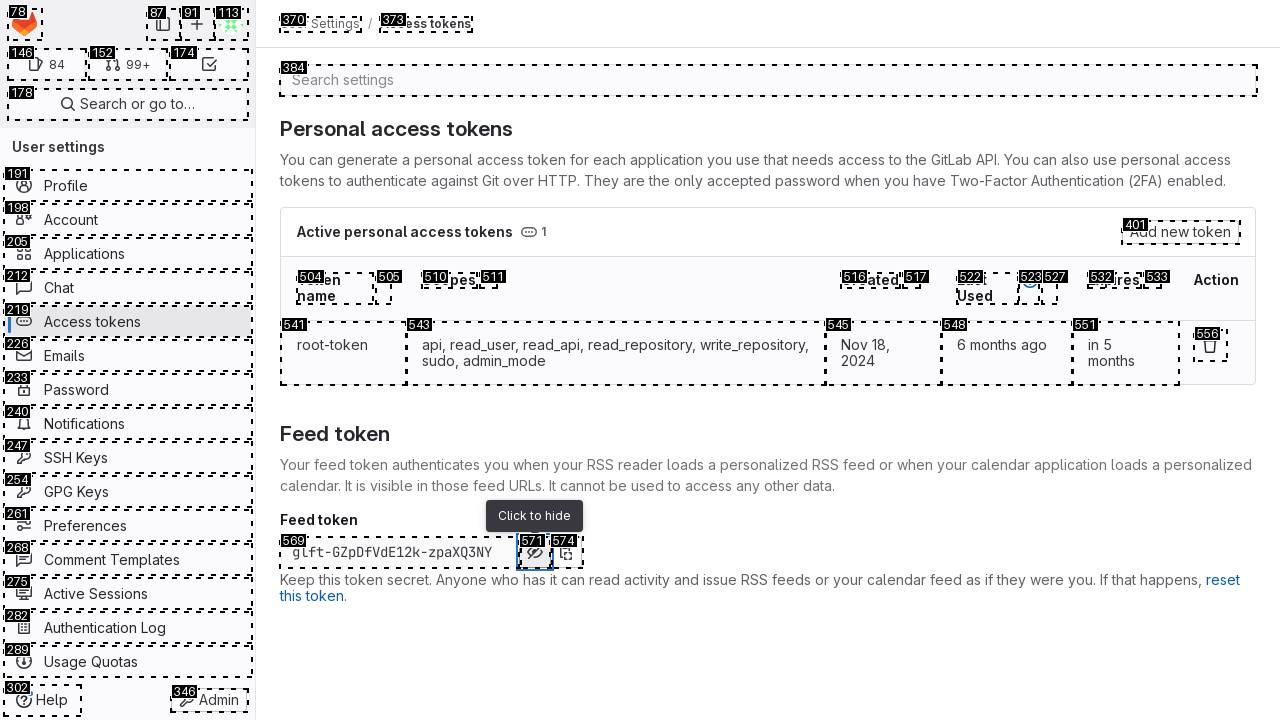 78
87
91
113
146
84
152
99+
174
178
Search or go to…
User settings
191
Profile
198
Account
205
Applications
212
Chat
219
Access tokens
226
Emails
233
Password
240
Notifications
247
SSH Keys
254
GPG Keys
261
Preferences
268
Comment Templates
275
Active Sessions
282
Authentication Log
289
Usage Quotas
302
Help
346
Admin
370
Settings
/
373
tokens
384
Search settings
Personal access tokens
You can generate a personal access token for each application you use that needs access to the GitLab API. You can also use personal access
tokens to authenticate against Git over HTTP. They are the only accepted password when you have Two-Factor Authentication (2FA) enabled.
Active personal access tokens
1
401
Add new token
504
Token
name
505
510
Scopes
511
516
Created
517
522
Last
Used
523
527
532
Expires
533
Action
541
root-token
543
api, read_user, read_api, read_repository, write_repository,
sudo, admin_mode
545
Nov 18,
2024
548
6 months ago
551
in 5
months
556
Feed token
Your feed token authenticates you when your RSS reader loads a personalized RSS feed or when your calendar application loads a personalized
calendar. It is visible in those feed URLs. It cannot be used to access any other data.
Feed token
Click to hide
569
glft-GZpDfVdE12k-zpaXQ3NY
571
574
Keep this token secret. Anyone who has it can read activity and issue RSS feeds or your calendar feed as if they were you. If that happens, reset
this token.